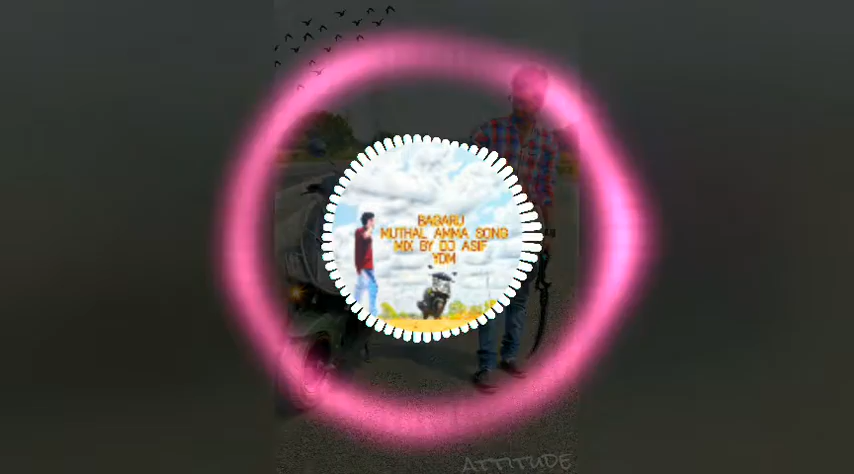 BAGARU
MUTHAL AMMA SONG
MIX BY DJ ASIF
YDM
ATTITUDE